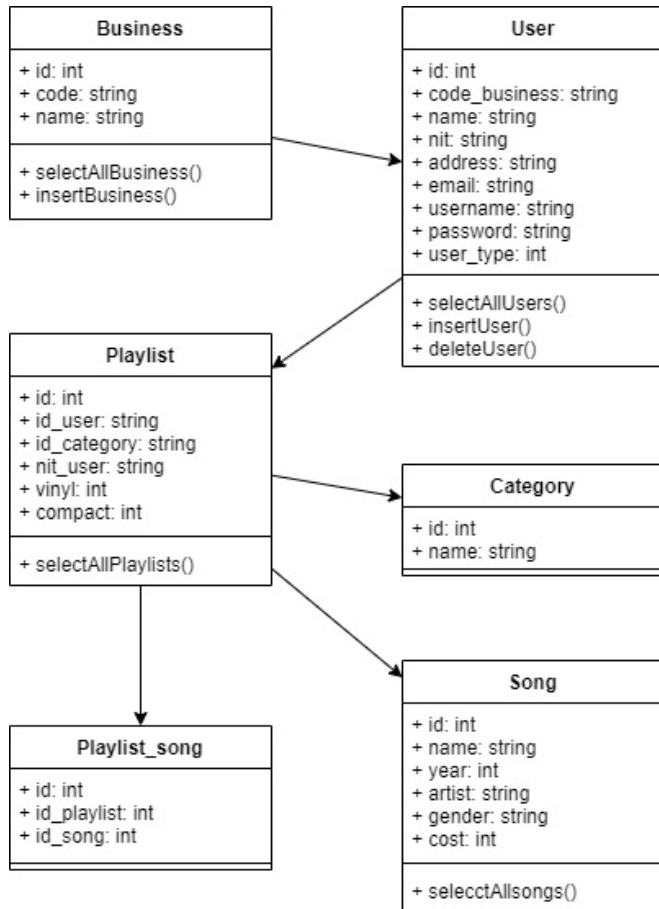 Business
+ id: int
+ code: string
+ name: string
+ selectAllBusiness()
+ insertBusiness()
User
+ id: int
+ code_business: string
+ name: string
+ nit: string
+ address: string
+ email: string
+ username: string
+ password: string
+ user_type: int
+ selectAllUsers()
+ insertUser()
+ deleteUser()
Playlist
+ id: int
+ id_user: string
+ id_category: string
+ nit_user: string
+ vinyl: int
+ compact: int
+ selectAllPlaylists()
Category
+ id: int
+ name: string
Playlist_song
+ id: int
+ id_playlist: int
+ id_song: int
Song
+ id: int
+ name: string
+ year: int
+ artist: string
+ gender: string
+ cost: int
+ selecctAllsongs()